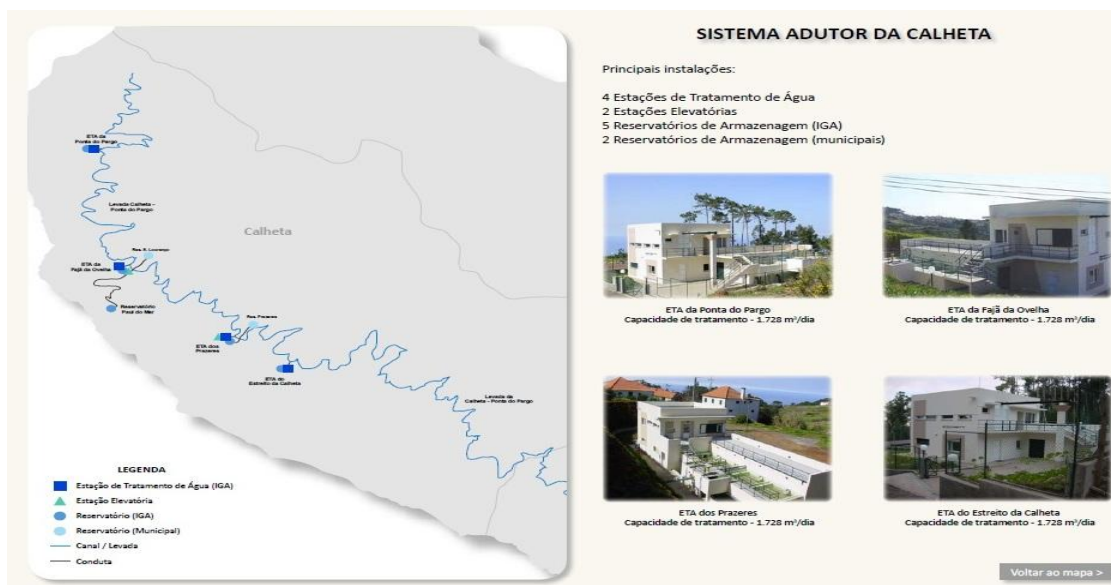 SISTEMA ADUTOR DA CALHETA
Principais instalações:
4 Estações de Tratamento de Água
2 Estações Elevatórias
5 Reservatórios de Armazenagem (IGA)
2 Reservatórios de Armazenagem (municipais)
ETA da
Ponta do Pargo
Levada Calheta -
Ponta do Pargo
Calheta
Res. S. Lourenço
ETA da
Fajã da Ovelha
Reservatório
Paul do Mar
Res. Prazeres
ETA dos
Prazeres
ETA do
Estreito da Calheta
Levada da
Calheta - Ponta do Pargo
LEGENDA
Estação de Tratamento de Água (IGA)
Estação Elevatória
Reservatório (IGA)
Reservatório (Municipal)
Canal / Levada
Conduta
ETA da Ponta do Pargo
Capacidade de tratamento - 1.728 m³/dia
ETA da Fajã da Ovelha
Capacidade de tratamento - 1.728 m³/dia
ETA dos Prazeres
Capacidade de tratamento - 1.728 m³/dia
ETA do Estreito da Calheta
Capacidade de tratamento - 1.728 m³/dia
Voltar ao mapa >